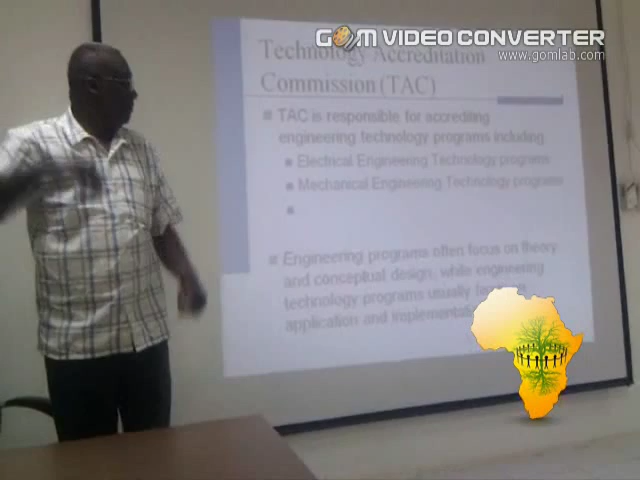 GOM VIDEO CONVERTER
www.gomlab.com
Technology Accreditation
Commission (TAC)
TAC is responsible for accrediting
engineering technology programs including
Electrical Engineering Technology programs
Mechanical Engineering Technology programs
Engineering programs often focus on theory
and conceptual design, while engineering
technology programs usually
application and